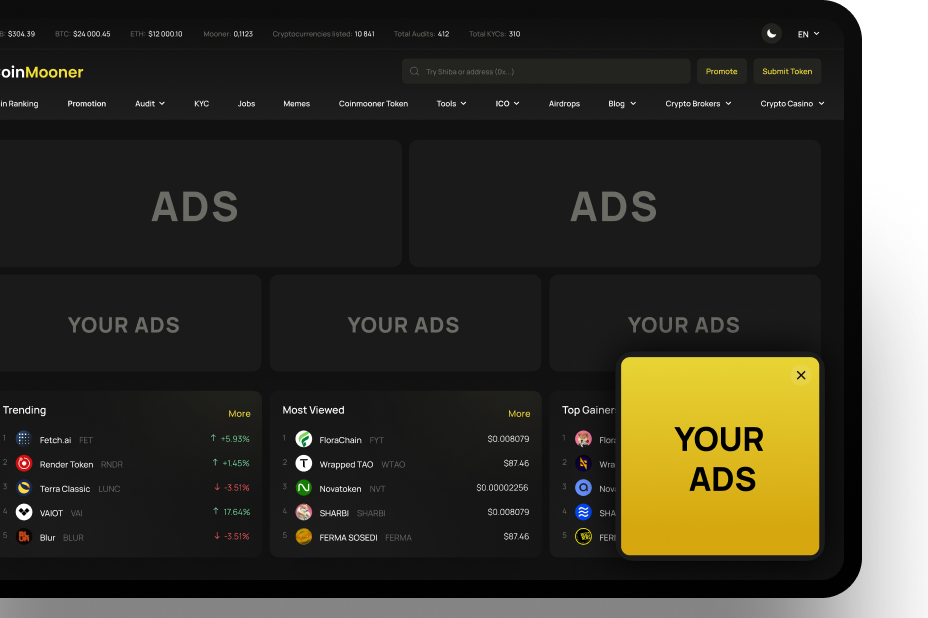 B: $304.39 BTC: $24 000.45 ETH: $12 000.10 Mooner: 0,1123 Cryptocurrencies listed: 10 841 Total Audits: 412 Total KYCs: 310 EN
CoinMooner Try Shiba or address (0x...) Promote Submit Token
in Ranking Promotion Audit KYC Jobs Memes Coinmooner Token Tools ICO Airdrops Blog Crypto Brokers Crypto Casino
ADS ADS
YOUR ADS YOUR ADS YOUR ADS
Trending More
1 Fetch.ai FET ↑ +5.93%
2 Render Token RNDR ↑ +1.45%
3 Terra Classic LUNC ↓ -3.51%
4 VAIOT VAI ↑ 17.64%
5 Blur BLUR ↓ -3.51%
Most Viewed More
1 FloraChain FYT $0.008079
2 Wrapped TAO WTAO $87.46
3 Novatoken NVT $0.00002256
4 SHARBI SHARBI $0.008079
5 FERMA SOSEDI FERMA $87.46
Top Gainer
1 Flora
2 Wra
3 Nov
4 SHA
5 FER
YOUR
ADS